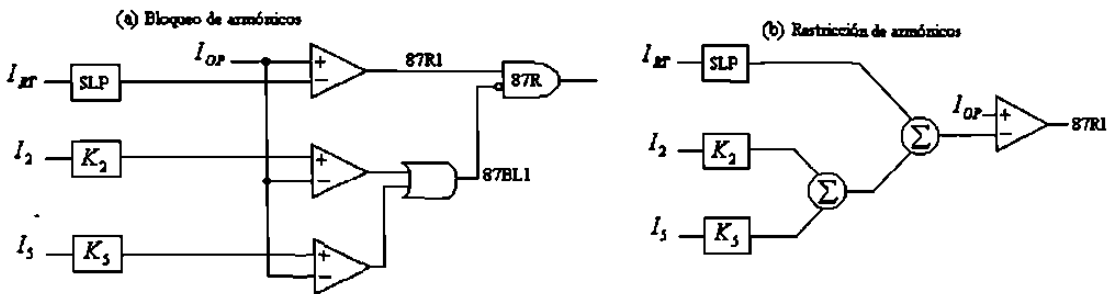 (a) Bloqueo de armónicos
I_OP
87R1
I_RT
SLP
+
−
87R
I_2
K_2
+
−
87BL1
I_5
K_5
+
−
(b) Restricción de armónicos
I_RT
SLP
I_OP
+
−
87R1
Σ
I_2
K_2
Σ
I_5
K_5